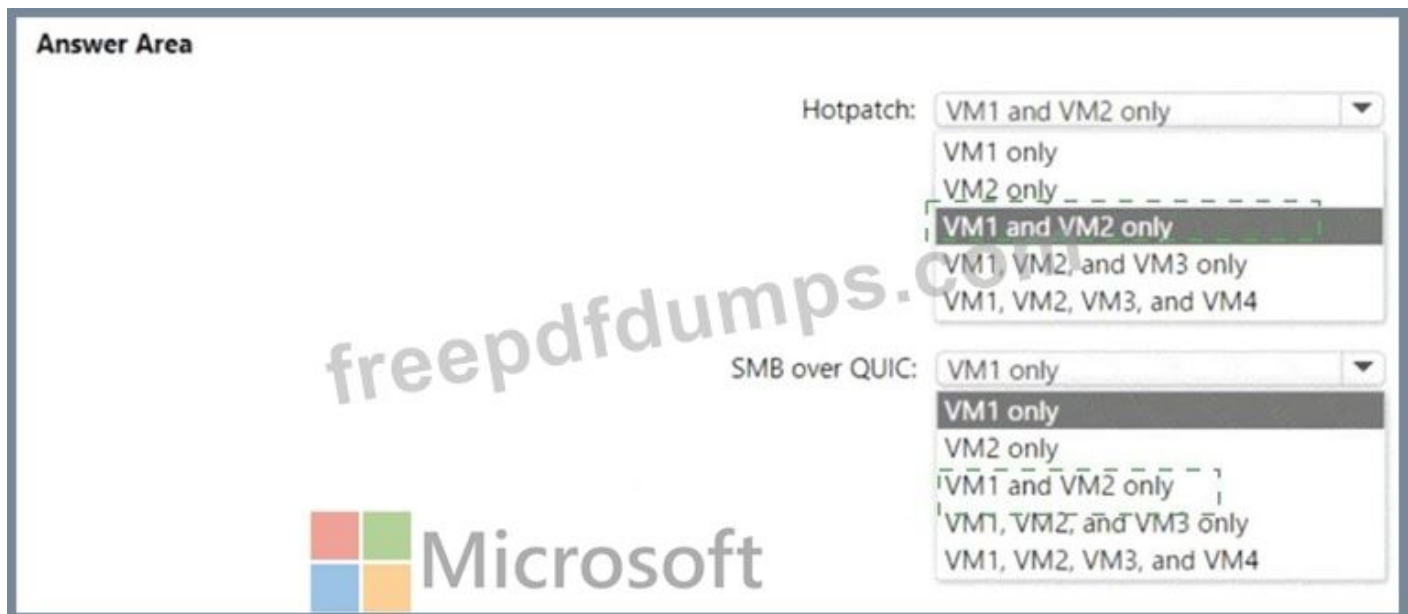 Answer Area
Hotpatch: VM1 and VM2 only
VM1 only
VM2 only
VM1 and VM2 only
VM1, VM2, and VM3 only
VM1, VM2, VM3, and VM4
freepdfdumps.com
SMB over QUIC: VM1 only
VM1 only
VM2 only
VM1 and VM2 only
VM1, VM2, and VM3 only
VM1, VM2, VM3, and VM4
Microsoft